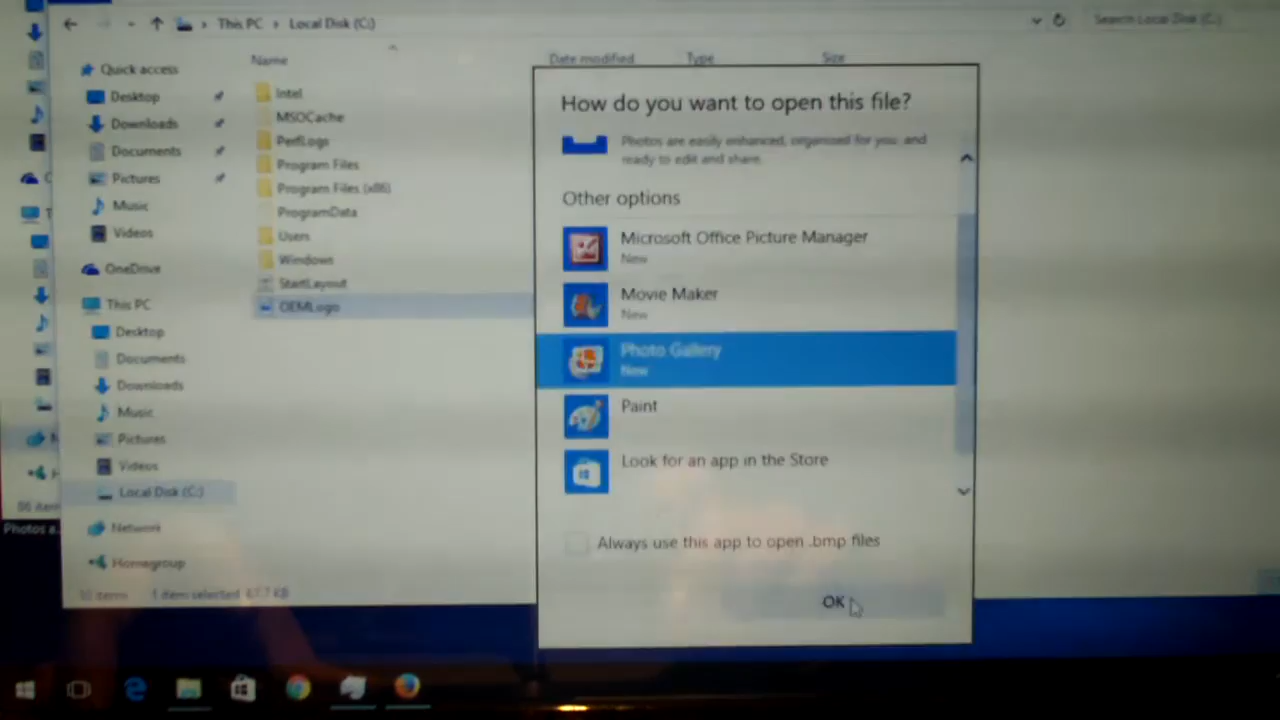 This PC > Local Disk (C:)
Search Local Disk (C:)
Name
Date modified
Type
Size
Quick access
Desktop
Downloads
Documents
Pictures
Music
Videos
OneDrive
This PC
Desktop
Documents
Downloads
Music
Pictures
Videos
Local Disk (C:)
Network
Homegroup
Intel
MSOCache
PerfLogs
Program Files
Program Files (x86)
ProgramData
Users
Windows
StartLayout
OEMLogo
How do you want to open this file?
Photos are easily enhanced, organised for you, and
ready to edit and share.
Other options
Microsoft Office Picture Manager
New
Movie Maker
New
Photo Gallery
New
Paint
Look for an app in the Store
Always use this app to open .bmp files
OK
10 items
1 item selected
Photos a...